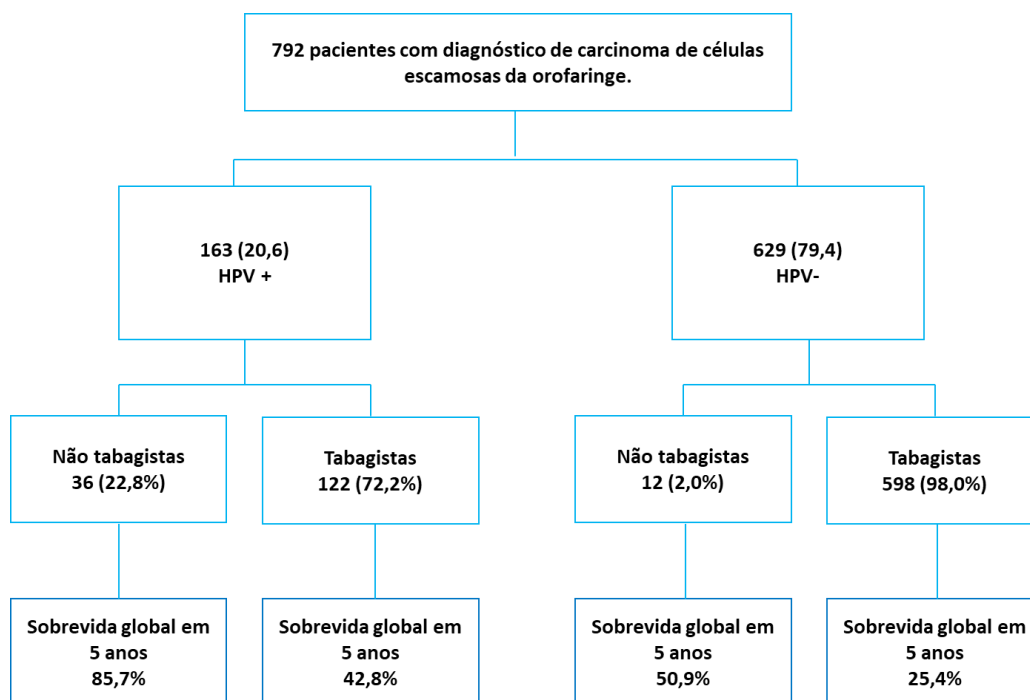 792 pacientes com diagnóstico de carcinoma de células
escamosas da orofaringe.
163 (20,6)
HPV +
629 (79,4)
HPV-
Não tabagistas
36 (22,8%)
Tabagistas
122 (72,2%)
Não tabagistas
12 (2,0%)
Tabagistas
598 (98,0%)
Sobrevida global em
5 anos
85,7%
Sobrevida global em
5 anos
42,8%
Sobrevida global em
5 anos
50,9%
Sobrevida global em
5 anos
25,4%